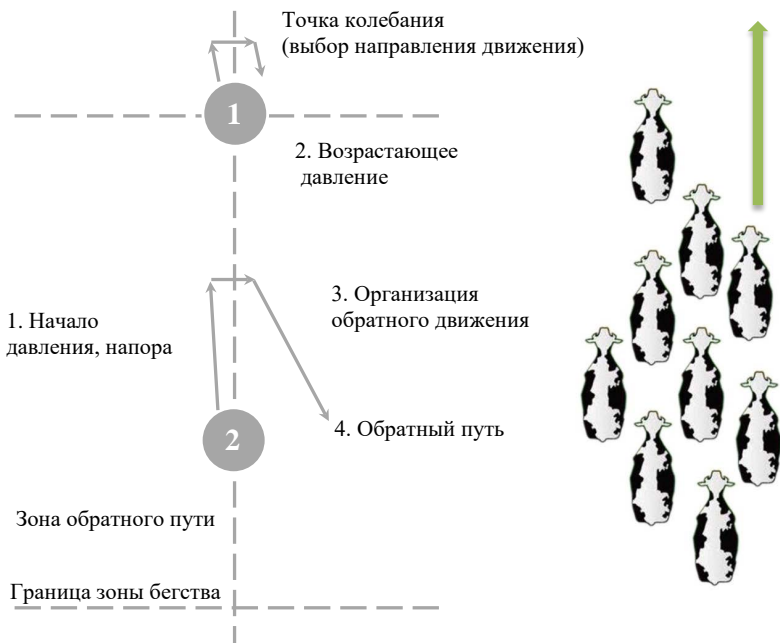 Точка колебания
(выбор направления движения)
1
2. Возрастающее
давление
3. Организация
обратного движения
1. Начало
давления, напора
4. Обратный путь
2
Зона обратного пути
Граница зоны бегства